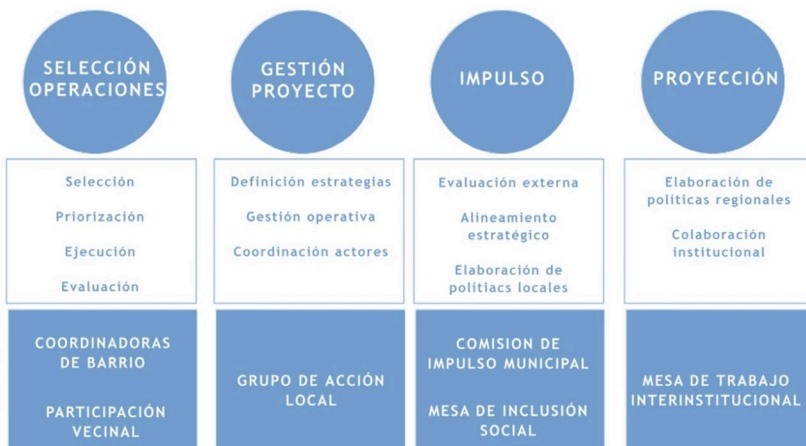 SELECCIÓN
OPERACIONES
GESTIÓN
PROYECTO
IMPULSO
PROYECCIÓN
Selección
Priorización
Ejecución
Evaluación
Definición estrategias
Gestión operativa
Coordinación actores
Evaluación externa
Alineamiento
estratégico
Elaboración de
politiacs locales
Elaboración de
políticas regionales
Colaboración
institucional
COORDINADORAS
DE BARRIO
PARTICIPACIÓN
VECINAL
GRUPO DE ACCIÓN
LOCAL
COMISION DE
IMPULSO MUNICIPAL
MESA DE INCLUSIÓN
SOCIAL
MESA DE TRABAJO
INTERINSTITUCIONAL